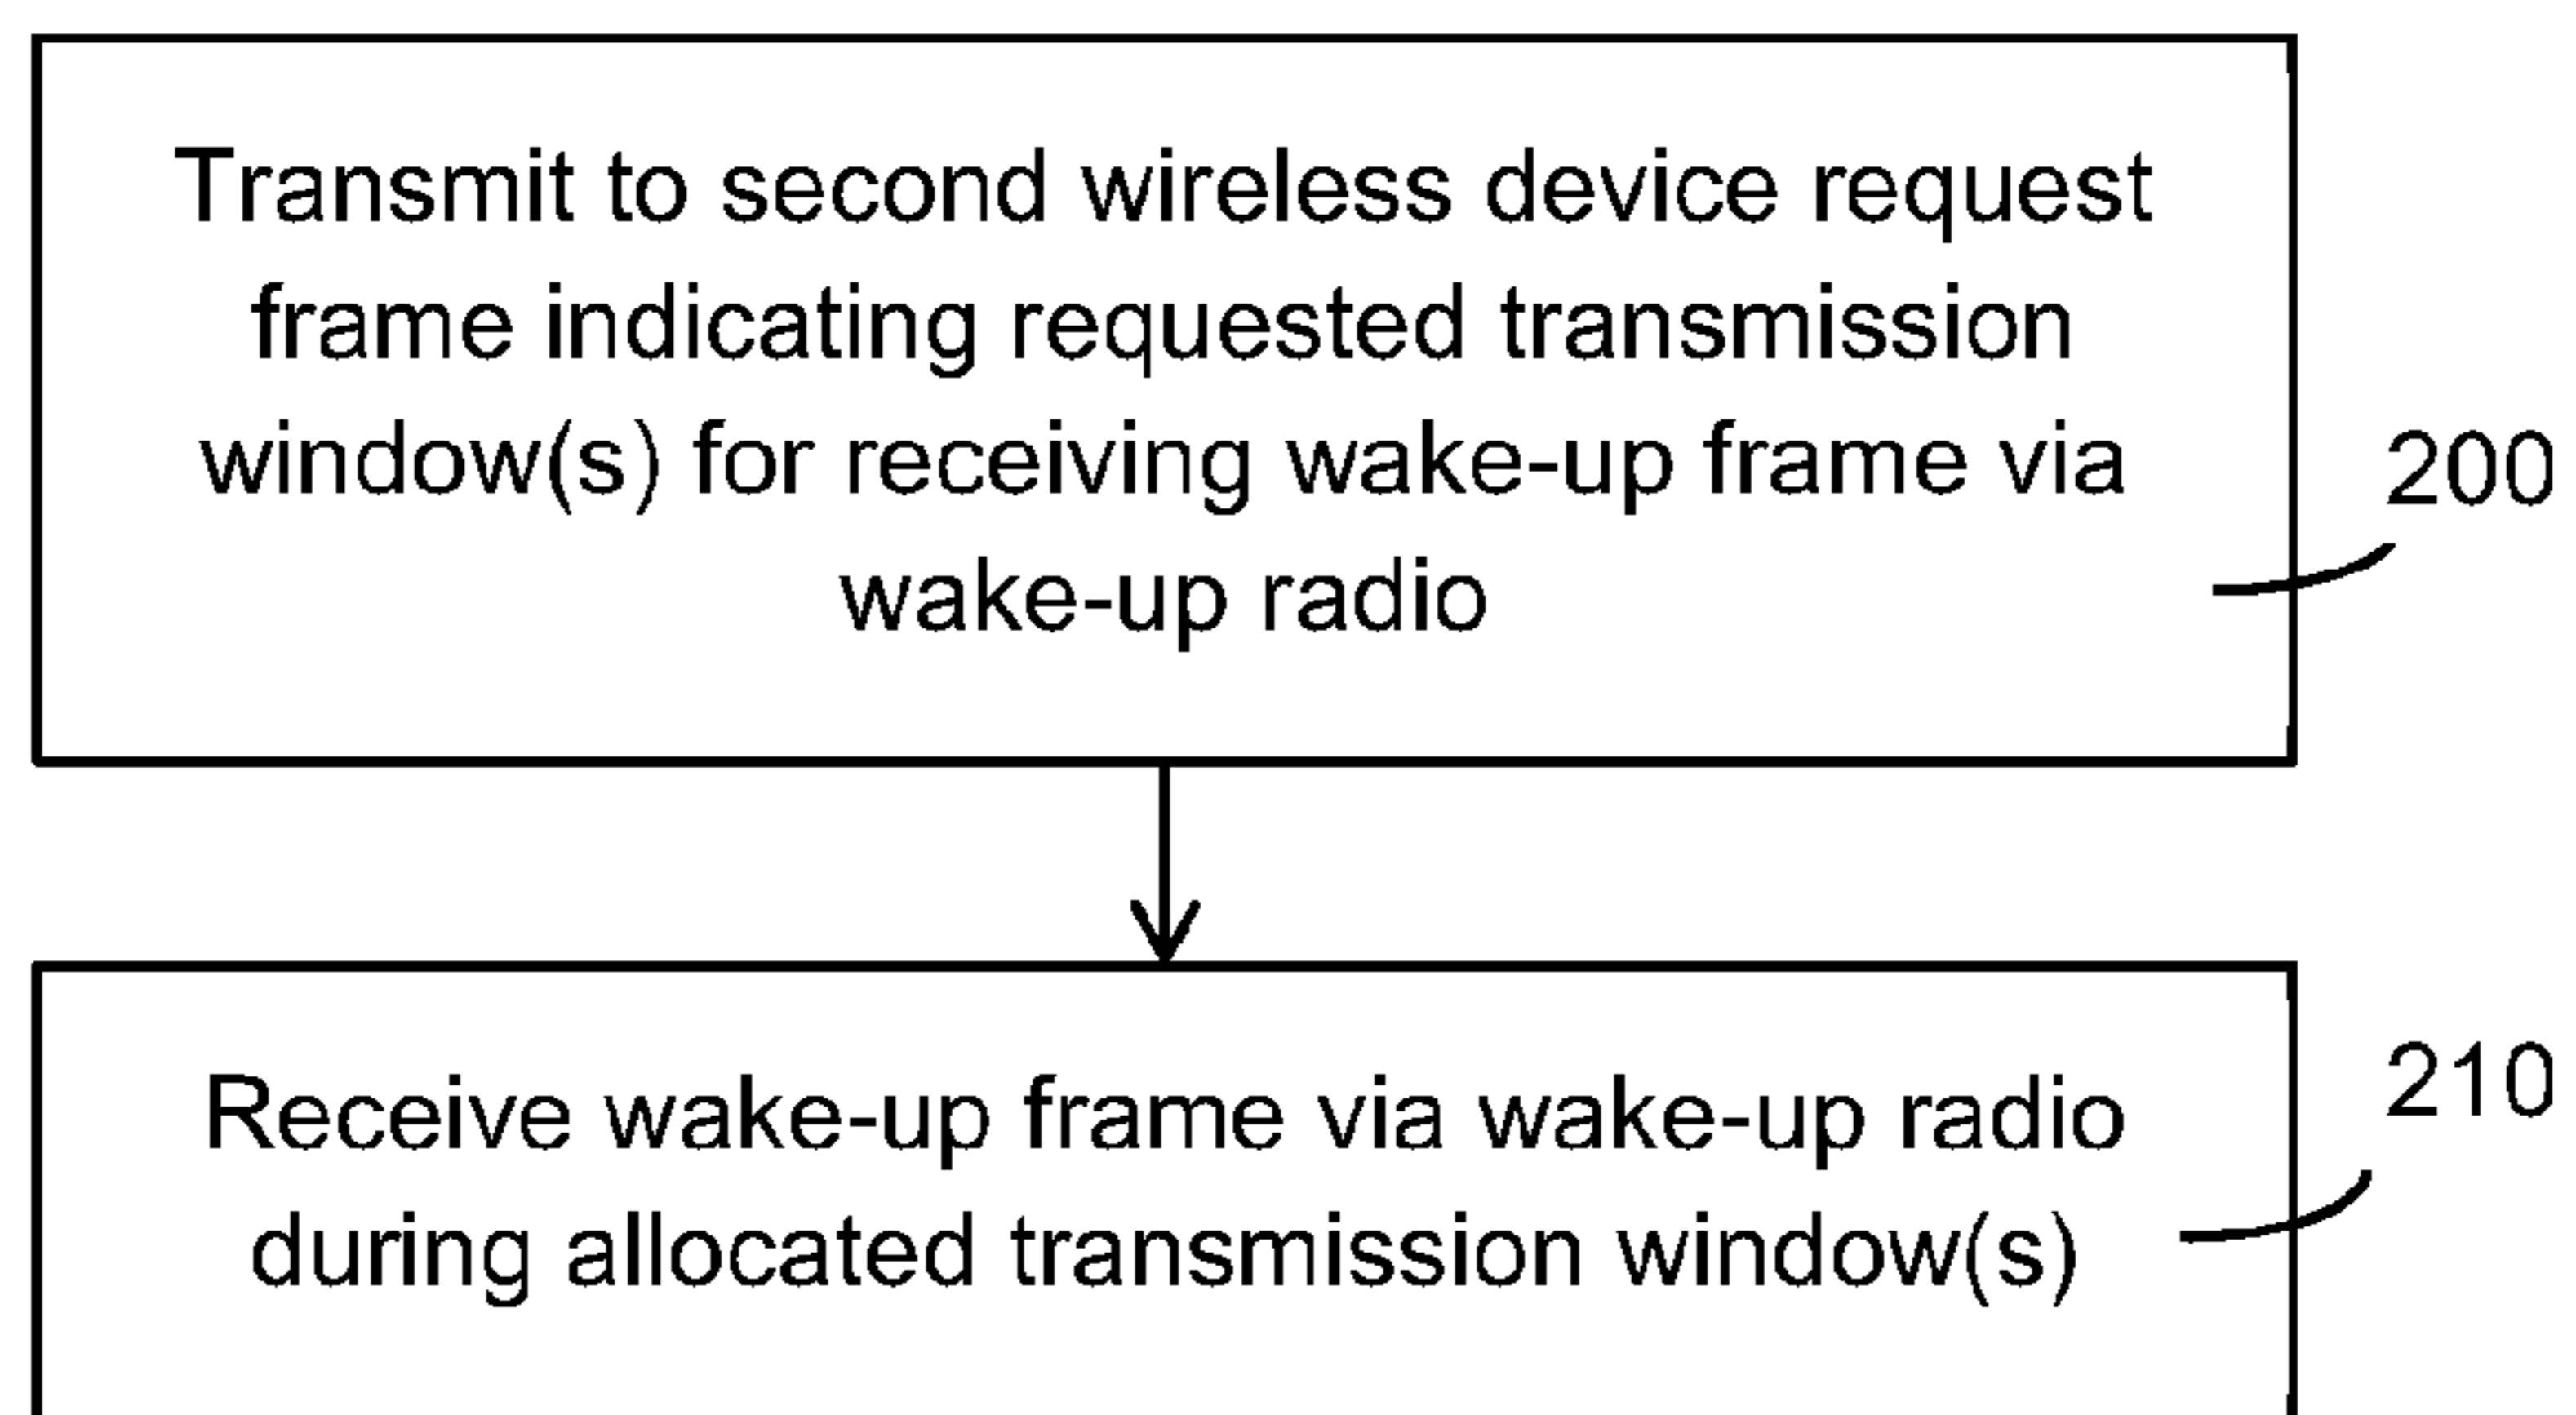 Transmit to second wireless device request
frame indicating requested transmission
window(s) for receiving wake-up frame via
wake-up radio
200
Receive wake-up frame via wake-up radio
during allocated transmission window(s)
210